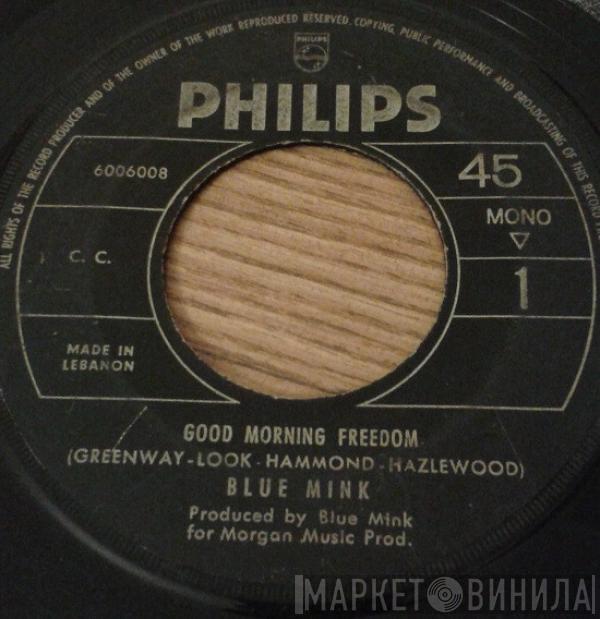 ALL RIGHTS OF THE RECORD PRODUCER AND OF THE OWNER OF THE WORK REPRODUCED RESERVED. COPYING, PUBLIC PERFORMANCE AND BROADCASTING OF THIS RECORD
PHILIPS
PHILIPS
6006008
45
MONO
C. C.
1
MADE IN
LEBANON
GOOD MORNING FREEDOM
(GREENWAY-LOOK-HAMMOND-HAZLEWOOD)
BLUE MINK
Produced by Blue Mink
for Morgan Music Prod.
МАРКЕТ ВИНИЛА